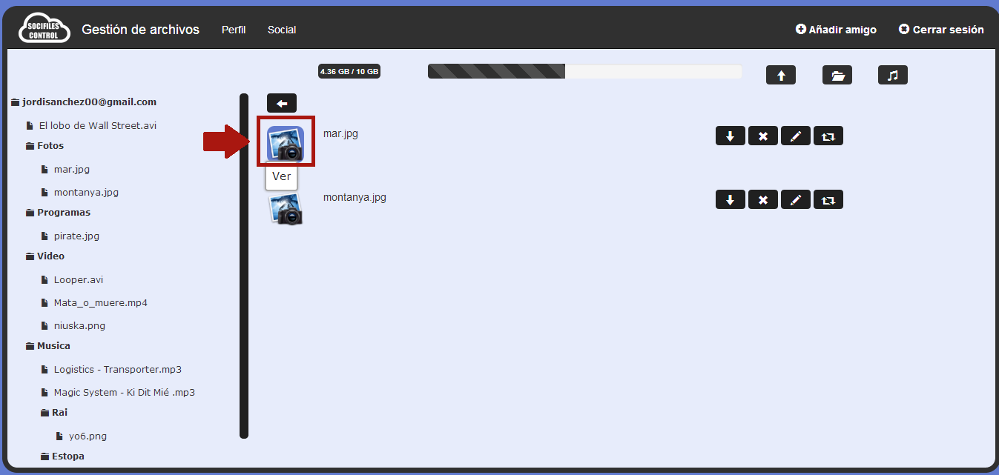 SOCIFILES
CONTROL
Gestión de archivos Perfil Social Añadir amigo Cerrar sesión
4.36 GB / 10 GB
jordisanchez00@gmail.com
El lobo de Wall Street.avi
Fotos
mar.jpg
montanya.jpg
Programas
pirate.jpg
Video
Looper.avi
Mata_o_muere.mp4
niuska.png
Musica
Logistics - Transporter.mp3
Magic System - Ki Dit Mié .mp3
Rai
yo6.png
Estopa
mar.jpg
Ver
montanya.jpg